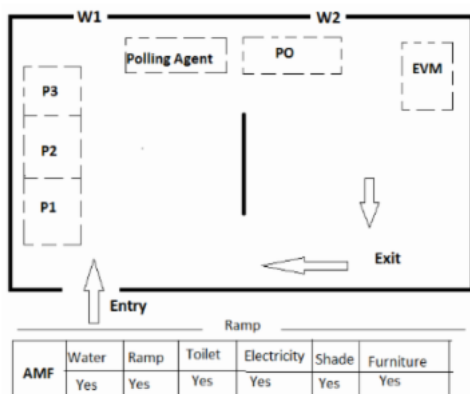 W1 W2
Polling Agent PO
EVM
P3
P2
P1
Exit
Entry
Ramp
AMF Water Ramp Toilet Electricity Shade Furniture
Yes Yes Yes Yes Yes Yes